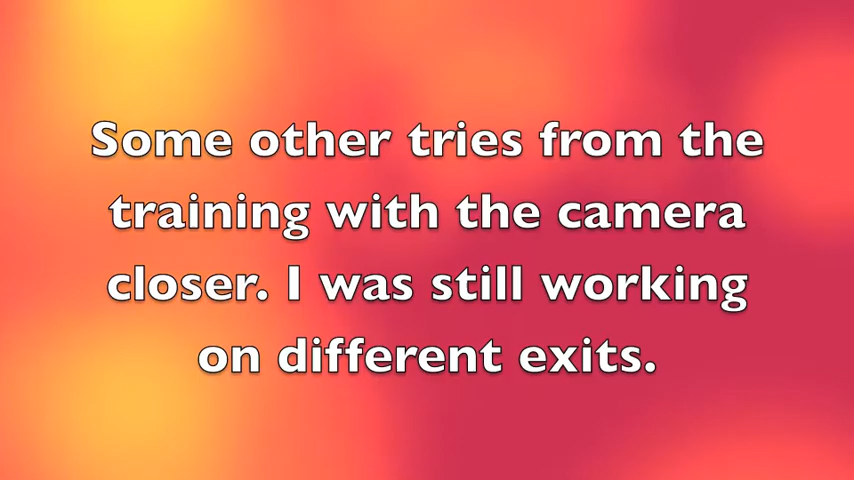 Some other tries from the
training with the camera
closer. I was still working
on different exits.